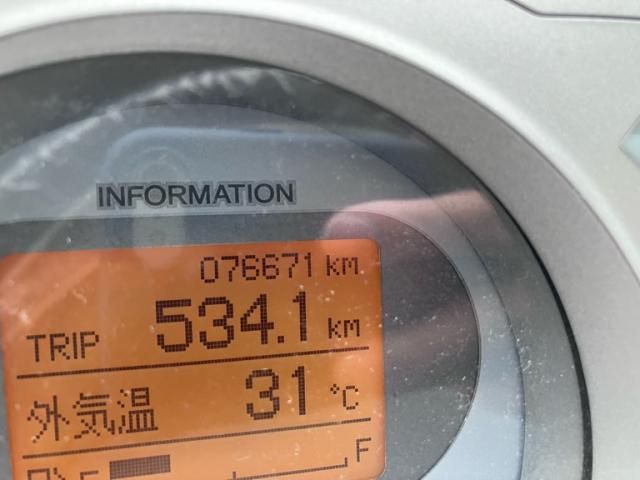 INFORMATION
076671 km
TRIP 534.1 km
外気温 31 °C
F